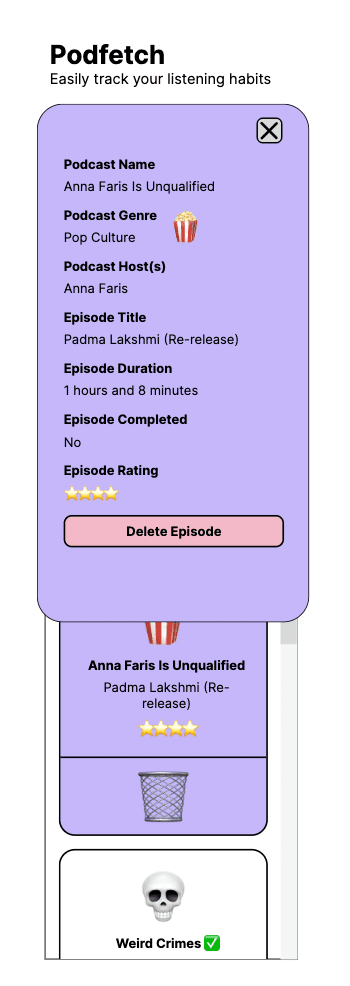 Podfetch
Easily track your listening habits
Podcast Name
Anna Faris Is Unqualified
Podcast Genre
Pop Culture
Podcast Host(s)
Anna Faris
Episode Title
Padma Lakshmi (Re-release)
Episode Duration
1 hours and 8 minutes
Episode Completed
No
Episode Rating
⭐⭐⭐⭐
Delete Episode
Anna Faris Is Unqualified
Padma Lakshmi (Re-
release)
⭐⭐⭐⭐
Weird Crimes ✅